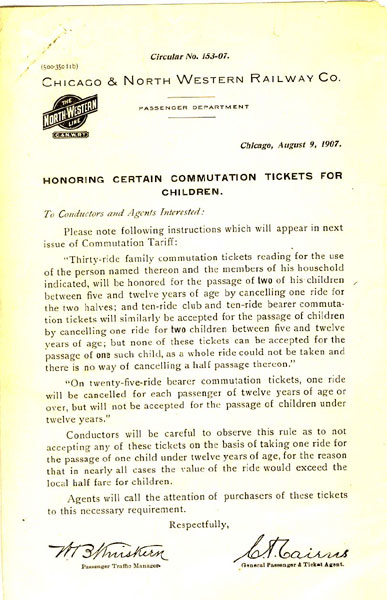 Circular No. 153-07.
(500-350 11b)
CHICAGO & NORTH WESTERN RAILWAY CO.
THE
NORTH-WESTERN
LINE
C.& N.W.RY.
PASSENGER DEPARTMENT
Chicago, August 9, 1907.
HONORING CERTAIN COMMUTATION TICKETS FOR
CHILDREN.
To Conductors and Agents Interested:
Please note following instructions which will appear in next
issue of Commutation Tariff:
"Thirty-ride family commutation tickets reading for the use
of the person named thereon and the members of his household
indicated, will be honored for the passage of two of his children
between five and twelve years of age by cancelling one ride for
the two halves; and ten-ride club and ten-ride bearer commuta-
tion tickets will similarly be accepted for the passage of children
by cancelling one ride for two children between five and twelve
years of age; but none of these tickets can be accepted for the
passage of one such child, as a whole ride could not be taken and
there is no way of cancelling a half passage thereon."
"On twenty-five-ride bearer commutation tickets, one ride
will be cancelled for each passenger of twelve years of age or
over, but will not be accepted for the passage of children under
twelve years."
Conductors will be careful to observe this rule as to not
accepting any of these tickets on the basis of taking one ride for
the passage of one child under twelve years of age, for the reason
that in nearly all cases the value of the ride would exceed the
local half fare for children.
Agents will call the attention of purchasers of these tickets
to this necessary requirement.
Respectfully,
C A Cairns
Passenger Traffic Manager.
General Passenger & Ticket Agent.